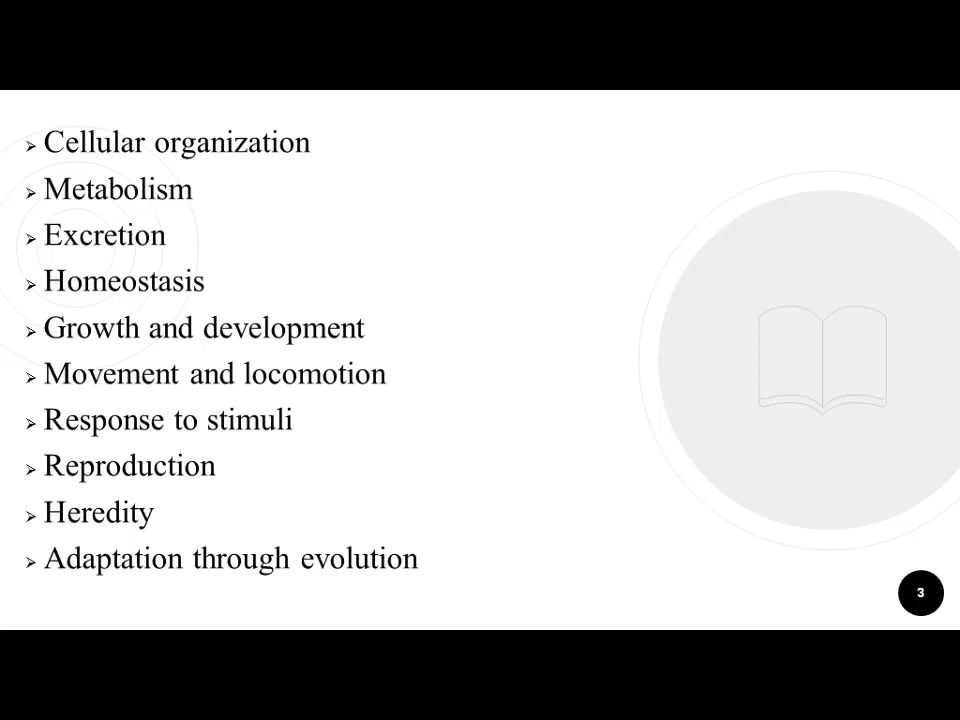 Cellular organization
Metabolism
Excretion
Homeostasis
Growth and development
Movement and locomotion
Response to stimuli
Reproduction
Heredity
Adaptation through evolution
3